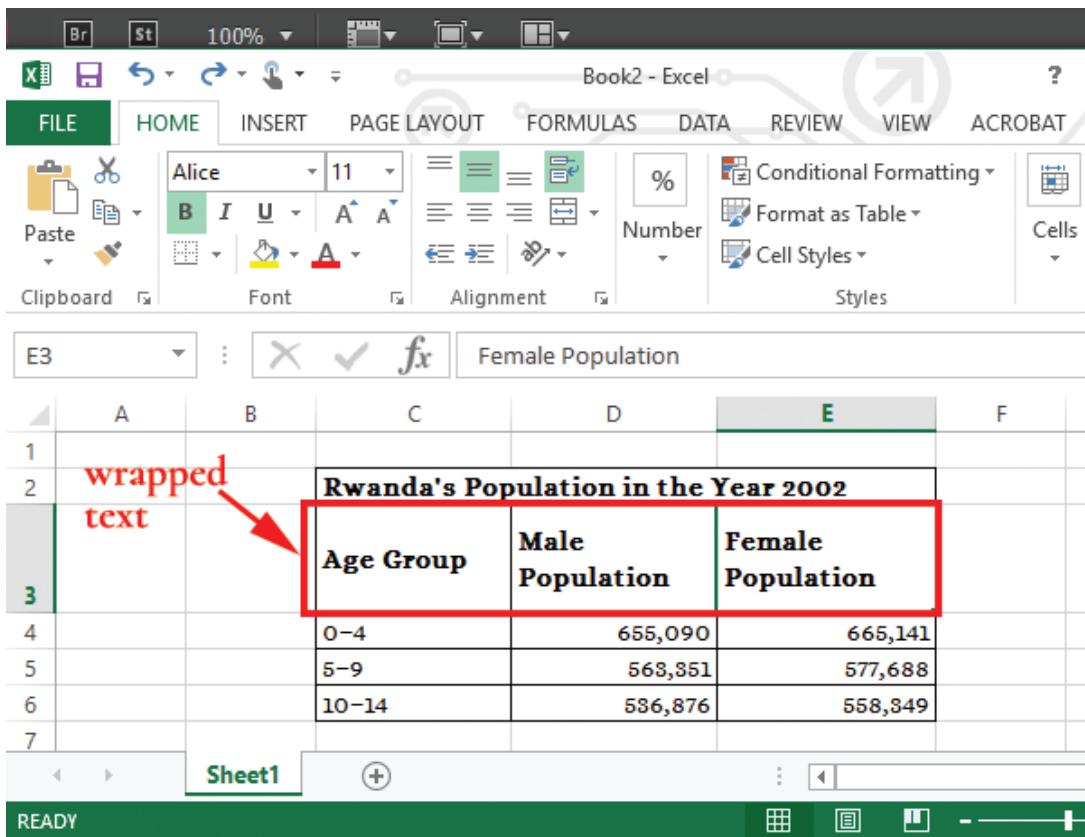 Br St 100%
Book2 - Excel ?
FILE HOME INSERT PAGE LAYOUT FORMULAS DATA REVIEW VIEW ACROBAT
Alice 11 % Conditional Formatting
B I U A A Format as Table
Paste Number Cells
A Cell Styles
Clipboard Font Alignment Styles
E3 fx Female Population
A B C D E F
1
wrapped
text
2 Rwanda's Population in the Year 2002
3 Age Group Male Population Female Population
4 0–4 655,090 665,141
5 5–9 563,351 577,688
6 10–14 536,876 558,349
7
Sheet1
READY